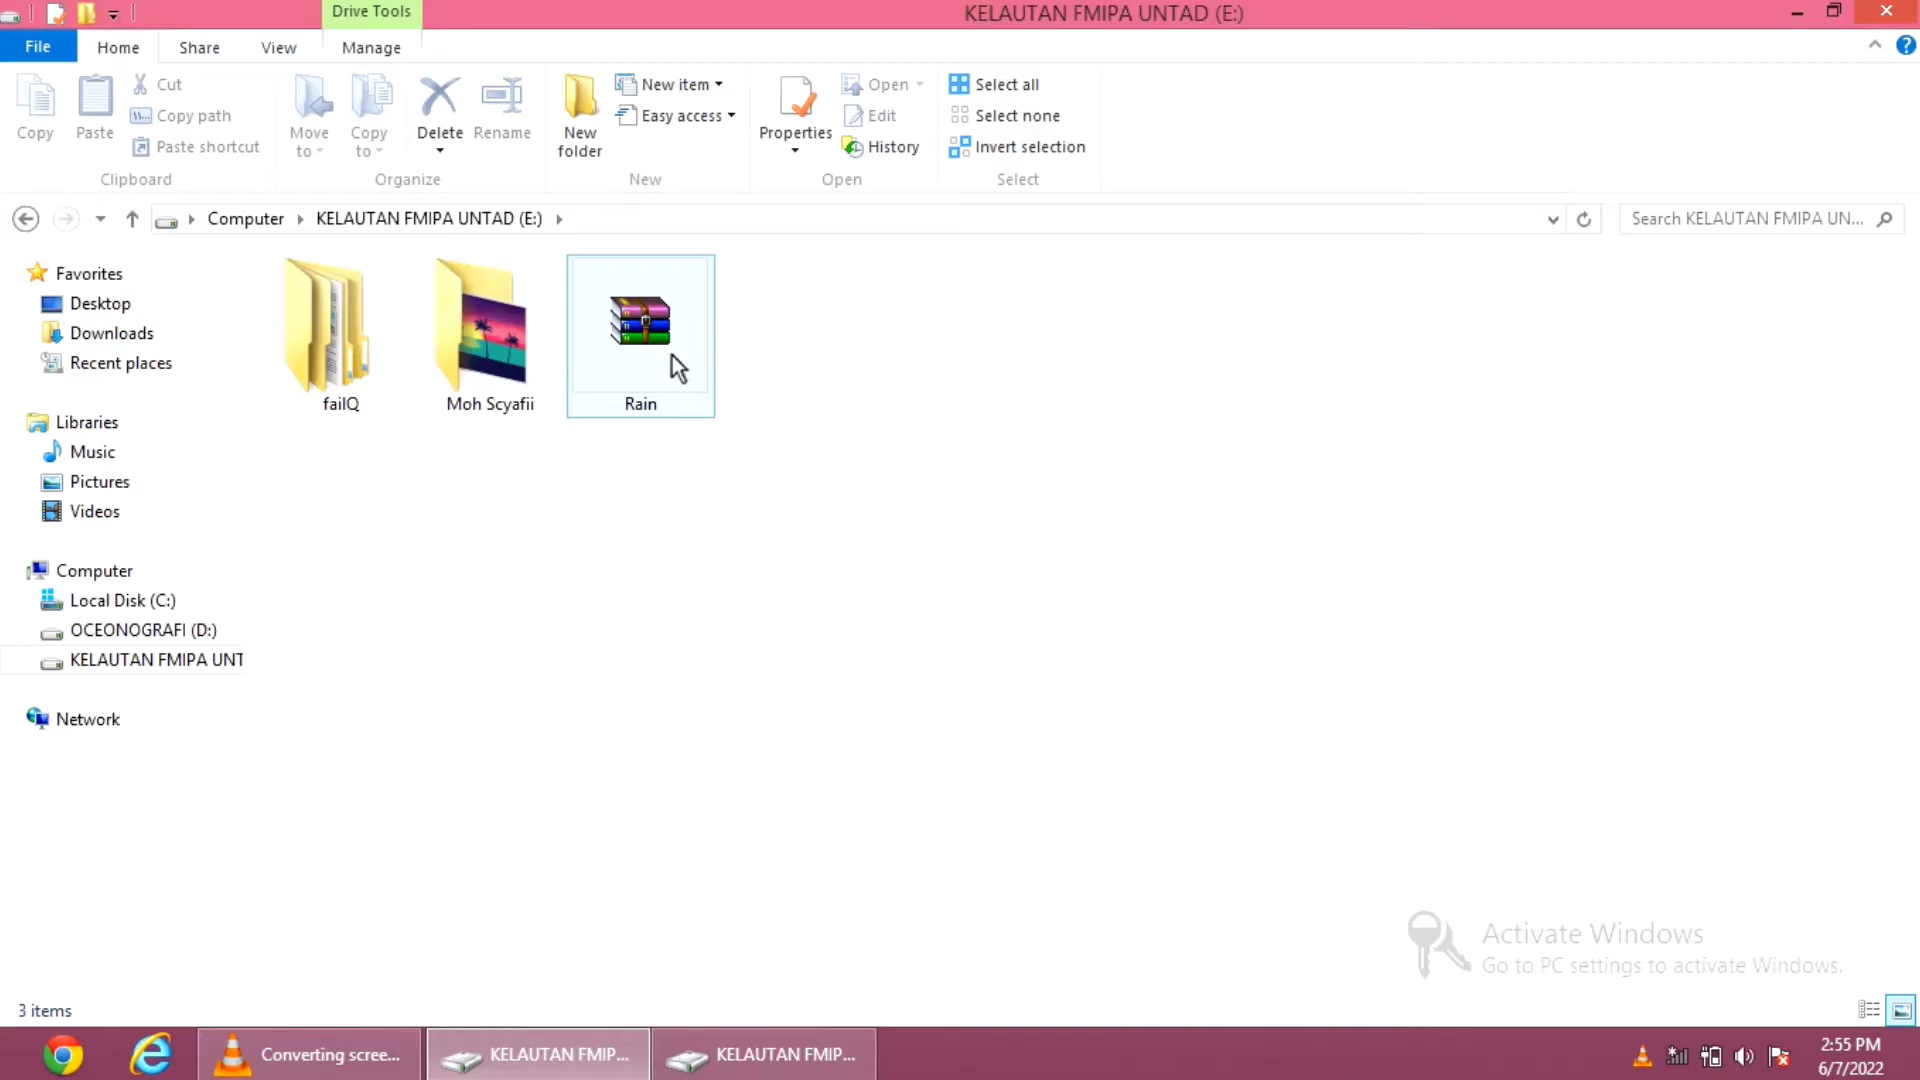 Drive Tools
KELAUTAN FMIPA UNTAD (E:)
File
Home
Share
View
Manage
Copy
Paste
Cut
Copy path
Paste shortcut
Clipboard
Move to
Copy to
Delete
Rename
Organize
New folder
New item
Easy access
New
Properties
Open
Edit
History
Open
Select all
Select none
Invert selection
Select
Computer
KELAUTAN FMIPA UNTAD (E:)
Search KELAUTAN FMIPA UN...
Favorites
Desktop
Downloads
Recent places
Libraries
Music
Pictures
Videos
Computer
Local Disk (C:)
OCEONOGRAFI (D:)
KELAUTAN FMIPA UNT
Network
failQ
Moh Scyafii
Rain
Activate Windows
Go to PC settings to activate Windows.
3 items
Converting scree...
KELAUTAN FMIP...
KELAUTAN FMIP...
2:55 PM
6/7/2022